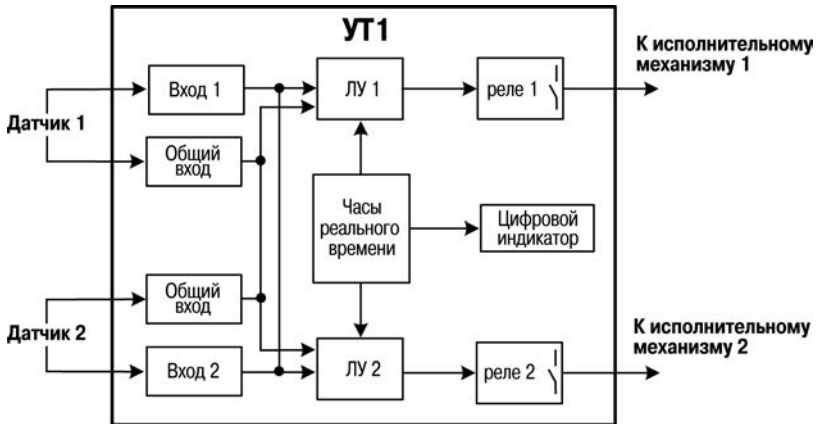 УТ1
К исполнительному
механизму 1
Вход 1
ЛУ 1
реле 1
Датчик 1
Общий
вход
Часы
реального
времени
Цифровой
индикатор
Общий
вход
Датчик 2
К исполнительному
механизму 2
Вход 2
ЛУ 2
реле 2